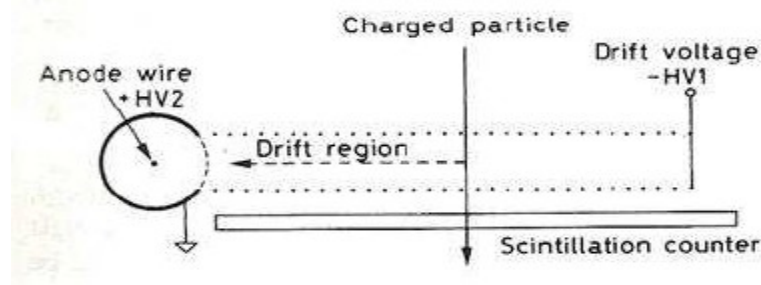 Charged particle
Drift voltage
-HV1
Anode wire
+HV2
Drift region
Scintillation counter